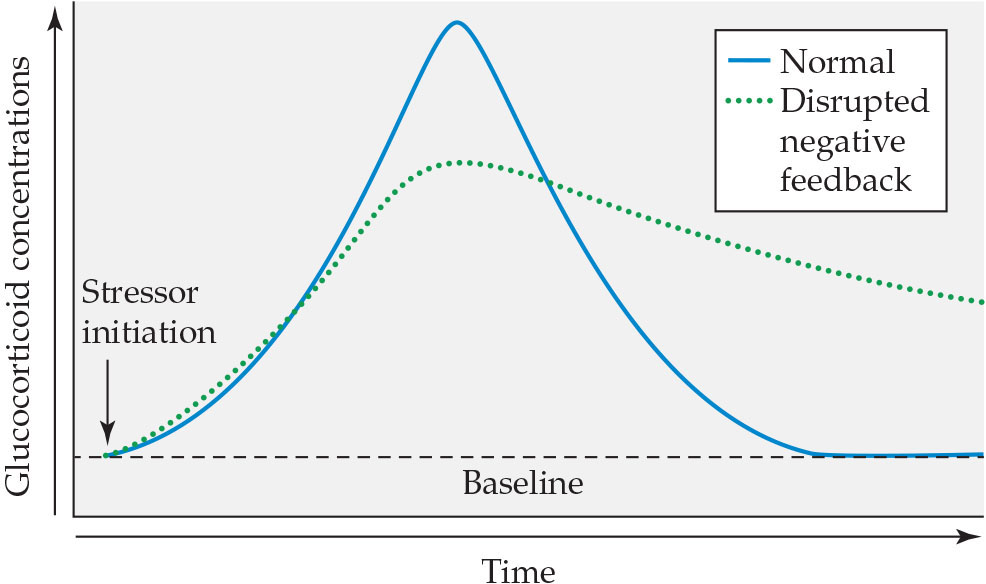 Glucocorticoid concentrations
Normal
Disrupted
negative
feedback
Stressor
initiation
Baseline
Time